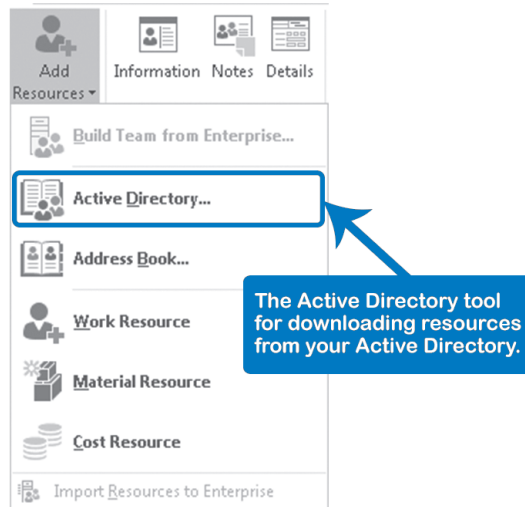 Add
Resources
Information
Notes
Details
Build Team from Enterprise...
Active Directory...
Address Book...
The Active Directory tool
for downloading resources
from your Active Directory.
Work Resource
Material Resource
Cost Resource
Import Resources to Enterprise